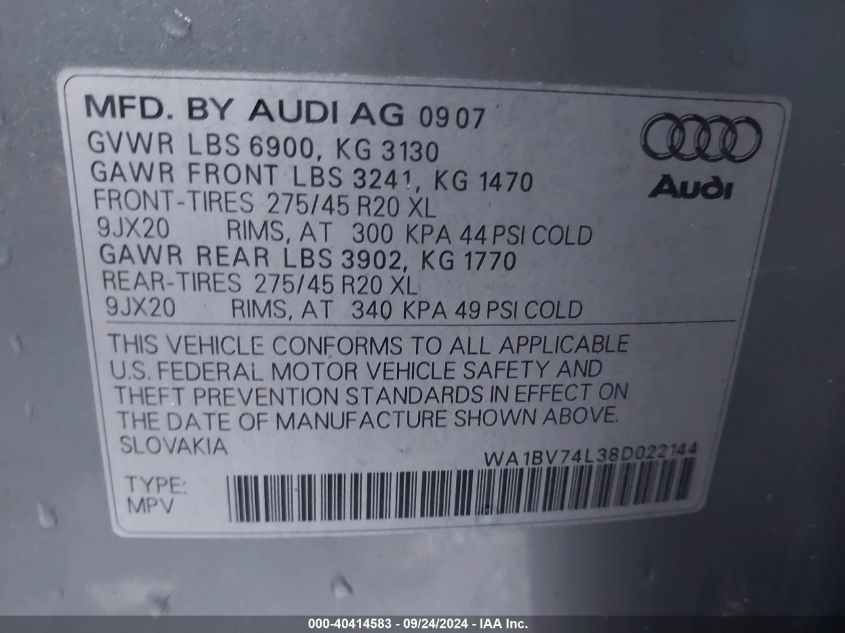 MFD. BY AUDI AG 0907
GVWR LBS 6900, KG 3130
GAWR FRONT LBS 3241, KG 1470
FRONT-TIRES 275/45 R20 XL
9JX20 RIMS, AT 300 KPA 44 PSI COLD
GAWR REAR LBS 3902, KG 1770
REAR-TIRES 275/45 R20 XL
9JX20 RIMS, AT 340 KPA 49 PSI COLD
Audi
THIS VEHICLE CONFORMS TO ALL APPLICABLE
U.S. FEDERAL MOTOR VEHICLE SAFETY AND
THEFT PREVENTION STANDARDS IN EFFECT ON
THE DATE OF MANUFACTURE SHOWN ABOVE.
SLOVAKIA
WA1BV74L38D022144
TYPE:
MPV
000-40414583 - 09/24/2024 - IAA Inc.